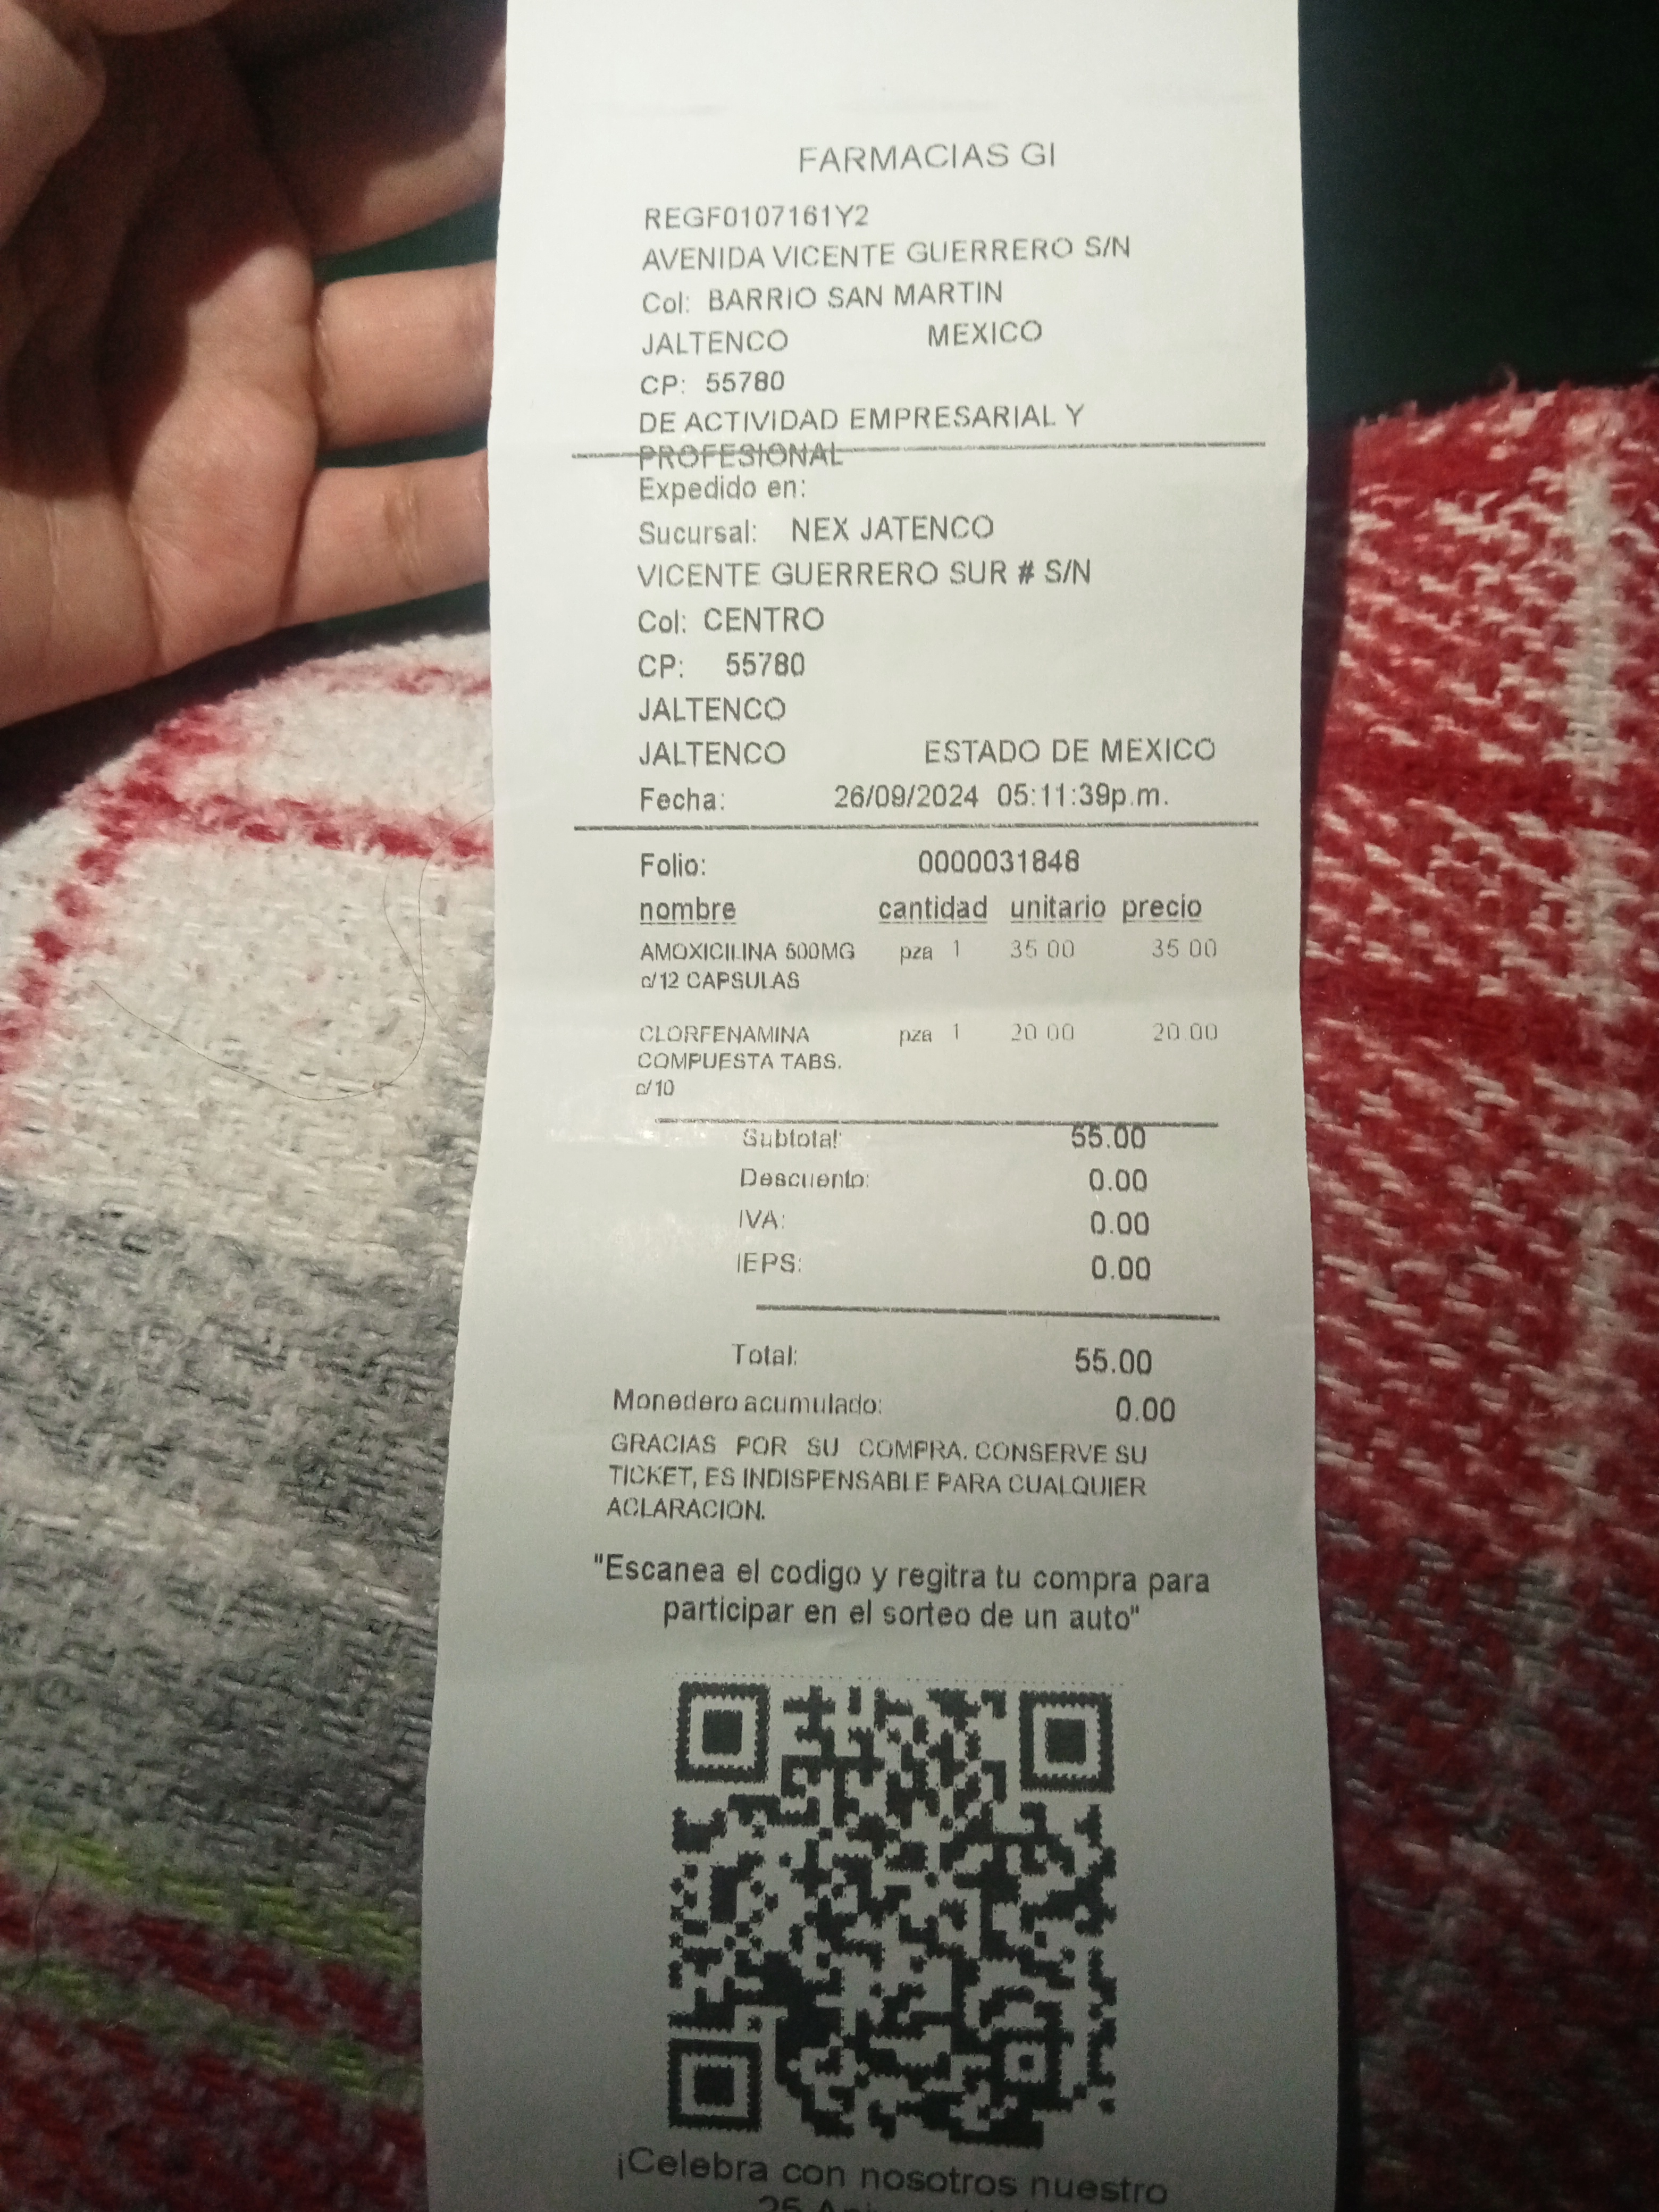 FARMACIAS GI
REGF0107161Y2
AVENIDA VICENTE GUERRERO S/N
Col: BARRIO SAN MARTIN
JALTENCO MEXICO
CP: 55780
DE ACTIVIDAD EMPRESARIAL Y
PROFESIONAL
Expedido en:
Sucursal: NEX JATENCO
VICENTE GUERRERO SUR # S/N
Col: CENTRO
CP: 55780
JALTENCO
JALTENCO ESTADO DE MEXICO
Fecha: 26/09/2024 05:11:39p.m.
Folio: 0000031848
nombre cantidad unitario precio
AMOXICILINA 500MG pza 1 35.00 35.00
c/12 CAPSULAS
CLORFENAMINA pza 1 20.00 20.00
COMPUESTA TABS.
c/10
Subtotal: 55.00
Descuento: 0.00
IVA: 0.00
IEPS: 0.00
Total: 55.00
Monedero acumulado: 0.00
GRACIAS POR SU COMPRA. CONSERVE SU
TICKET, ES INDISPENSABLE PARA CUALQUIER
ACLARACION.
"Escanea el codigo y regitra tu compra para
participar en el sorteo de un auto"
¡Celebra con nosotros nuestro
25